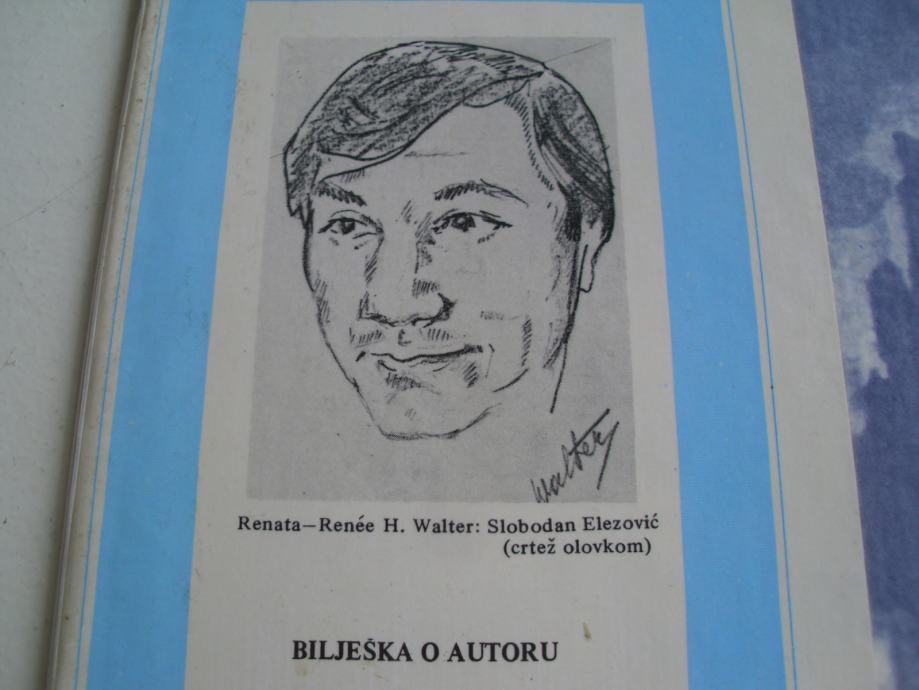 Walter
Renata—Renée H. Walter: Slobodan Elezović
(crtež olovkom)
BILJEŠKA O AUTORU